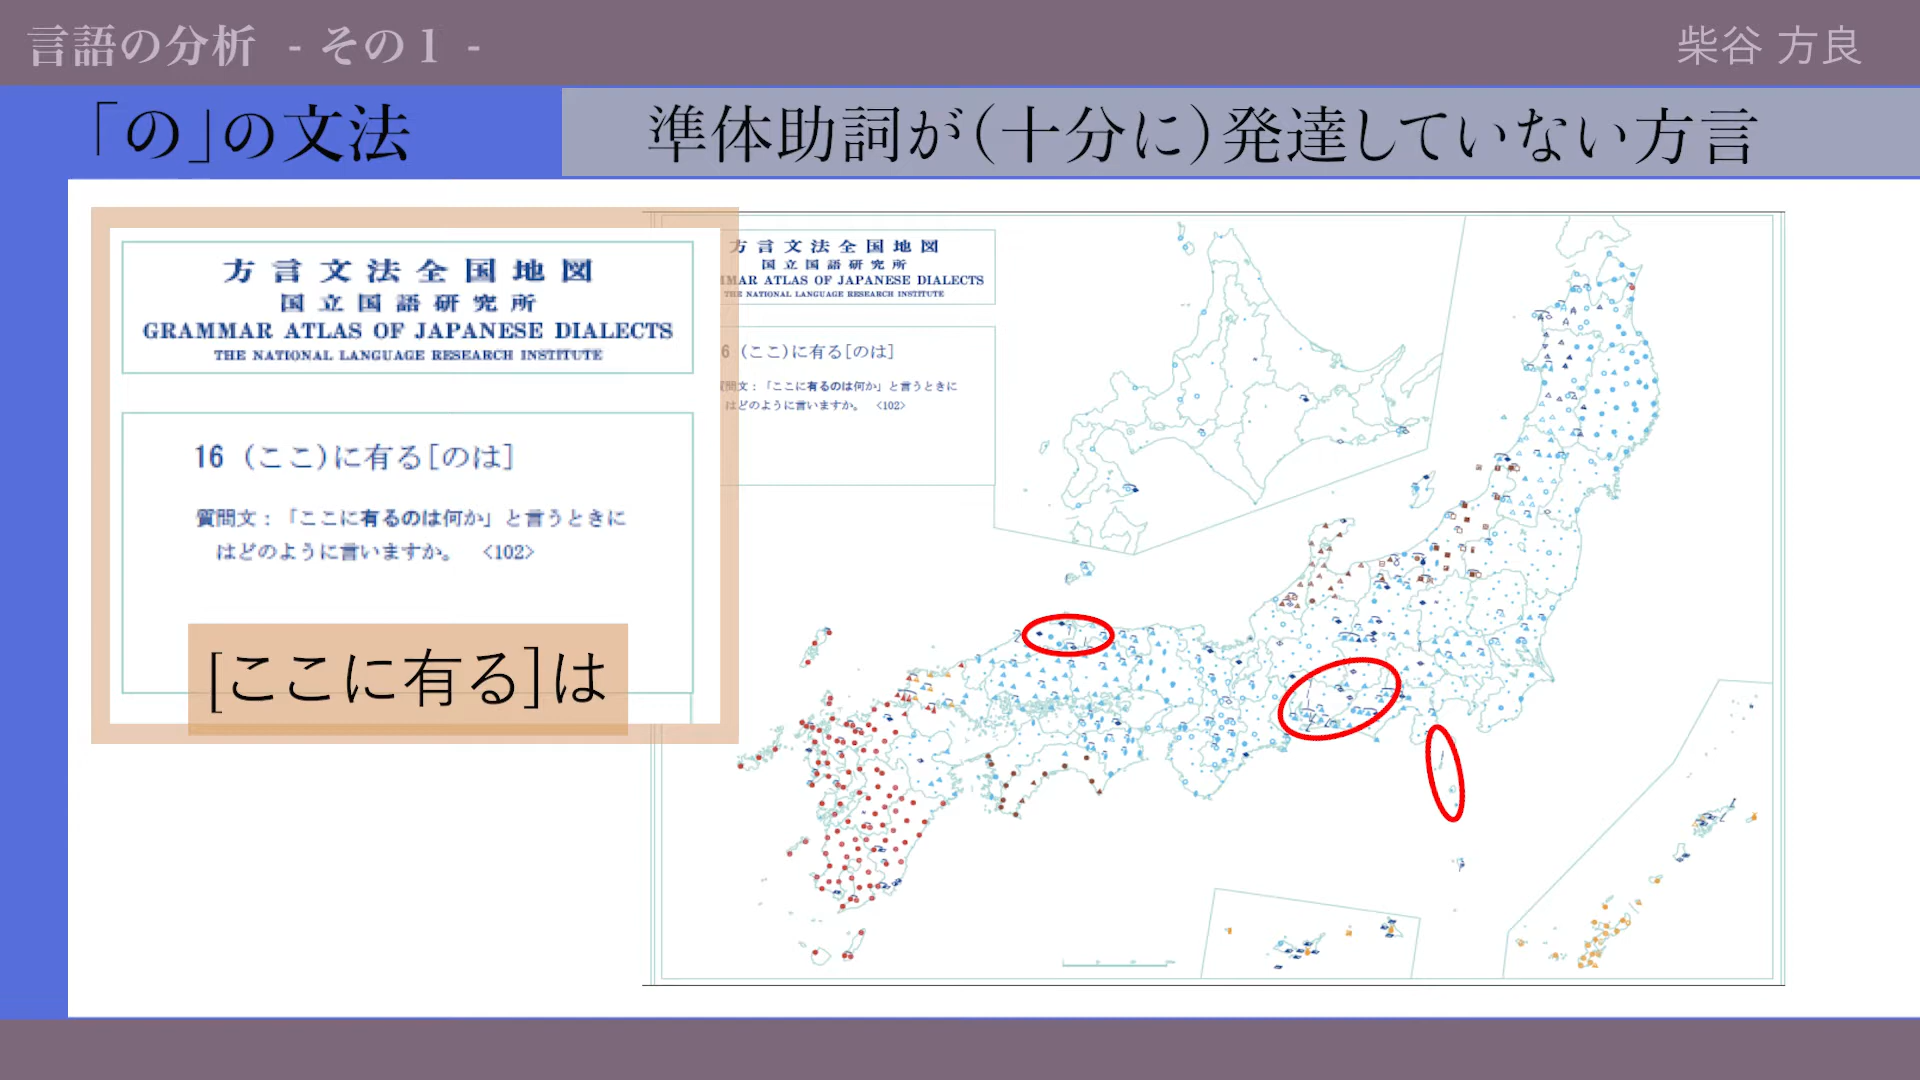 言語の分析 - その１ -
柴谷 方良
「の」の文法
準体助詞が(十分に)発達していない方言
方言文法全国地図
国立国語研究所
GRAMMAR ATLAS OF JAPANESE DIALECTS
THE NATIONAL LANGUAGE RESEARCH INSTITUTE
16 (ここ)に有る[のは]
質問文：「ここに有るのは何か」と言うときに
はどのように言いますか。 <102>
[ここに有る]は
方言文法全国地図
国立国語研究所
MAR ATLAS OF JAPANESE DIALECTS
THE NATIONAL LANGUAGE RESEARCH INSTITUTE
6 (ここ)に有る[のは]
質問文：「ここに有るのは何か」と言うときに
はどのように言いますか。 <102>